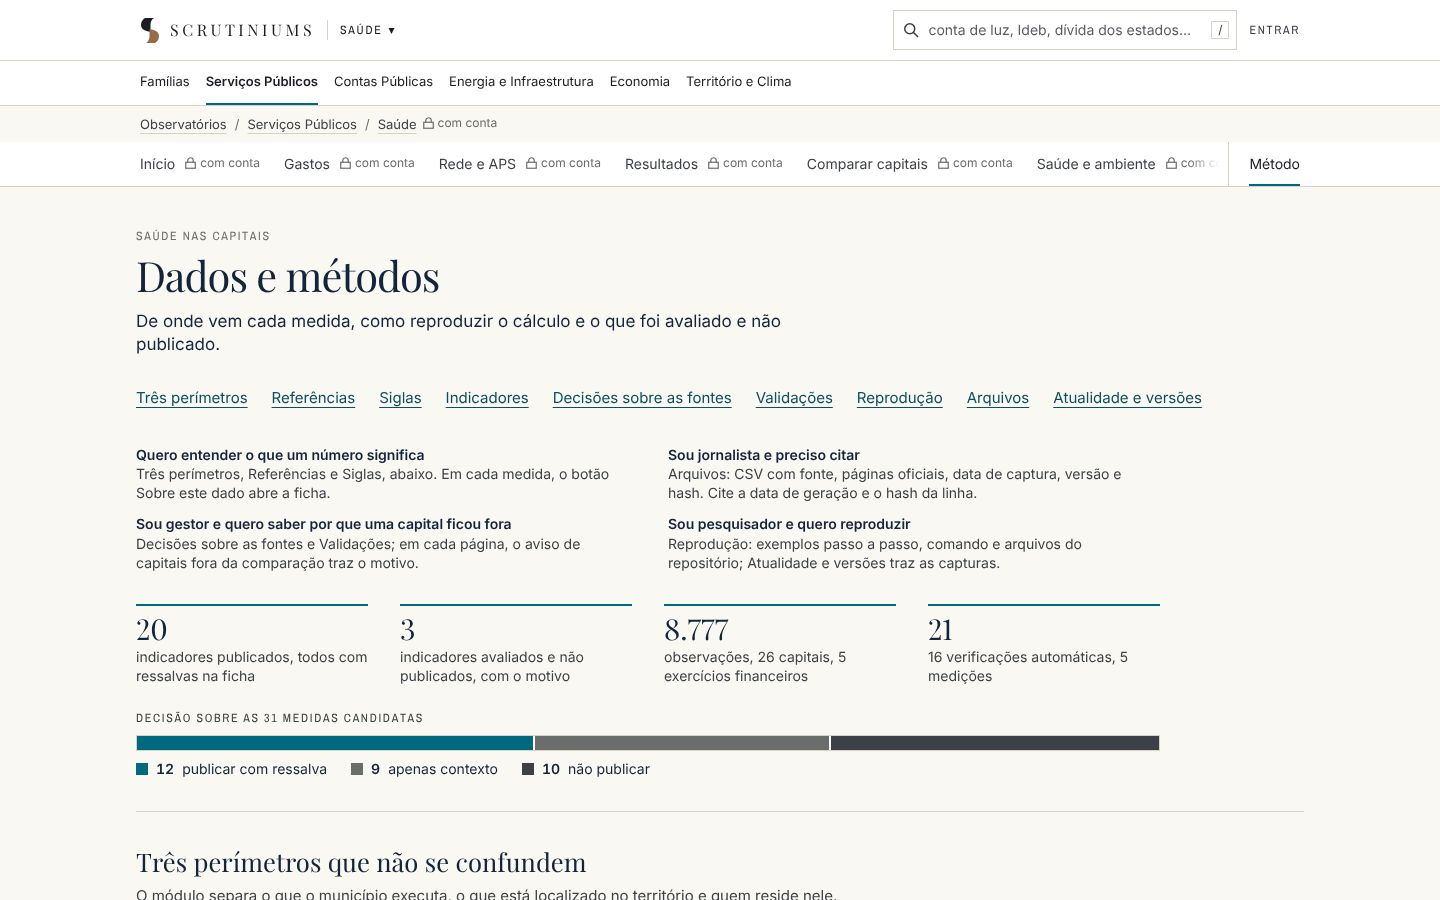 SCRUTINIUMS
SAÚDE ▼
conta de luz, Ideb, dívida dos estados...
/
ENTRAR
Famílias Serviços Públicos Contas Públicas Energia e Infraestrutura Economia Território e Clima
Observatórios / Serviços Públicos / Saúde com conta
Início com conta Gastos com conta Rede e APS com conta Resultados com conta Comparar capitais com conta Saúde e ambiente com Método
SAÚDE NAS CAPITAIS
Dados e métodos
De onde vem cada medida, como reproduzir o cálculo e o que foi avaliado e não
publicado.
Três perímetros Referências Siglas Indicadores Decisões sobre as fontes Validações Reprodução Arquivos Atualidade e versões
Quero entender o que um número significa
Três perímetros, Referências e Siglas, abaixo. Em cada medida, o botão
Sobre este dado abre a ficha.
Sou jornalista e preciso citar
Arquivos: CSV com fonte, páginas oficiais, data de captura, versão e
hash. Cite a data de geração e o hash da linha.
Sou gestor e quero saber por que uma capital ficou fora
Decisões sobre as fontes e Validações; em cada página, o aviso de
capitais fora da comparação traz o motivo.
Sou pesquisador e quero reproduzir
Reprodução: exemplos passo a passo, comando e arquivos do
repositório; Atualidade e versões traz as capturas.
20
indicadores publicados, todos com
ressalvas na ficha
3
indicadores avaliados e não
publicados, com o motivo
8.777
observações, 26 capitais, 5
exercícios financeiros
21
16 verificações automáticas, 5
medições
DECISÃO SOBRE AS 31 MEDIDAS CANDIDATAS
12 publicar com ressalva 9 apenas contexto 10 não publicar
Três perímetros que não se confundem
O módulo separa o que o município executa, o que está localizado no território e quem reside nele.